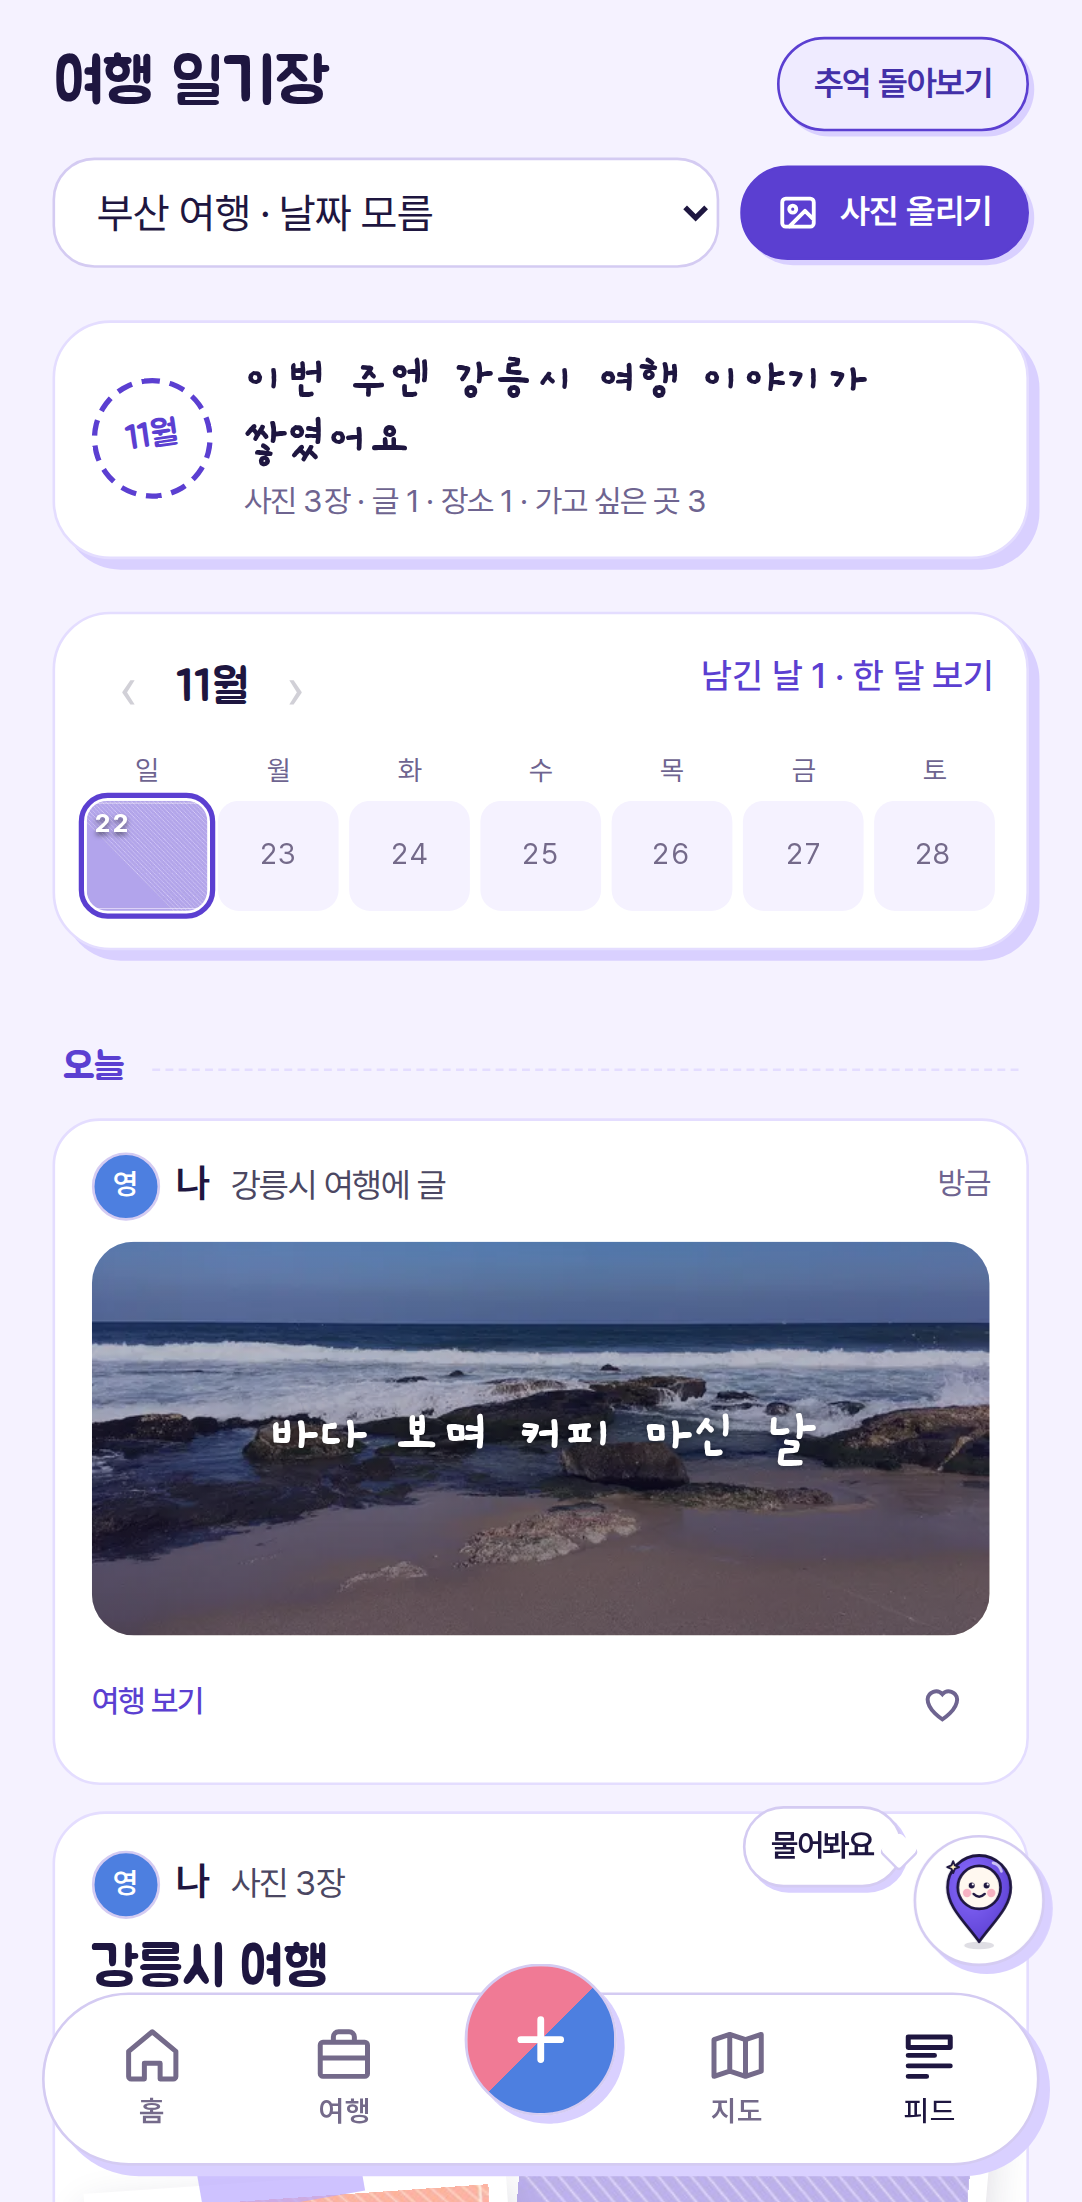 여행 일기장
추억 돌아보기
부산 여행 · 날짜 모름
사진 올리기
11월
이번 주엔 강릉시 여행 이야기가
쌓였어요
사진 3장 · 글 1 · 장소 1 · 가고 싶은 곳 3
‹ 11월 ›
남긴 날 1 · 한 달 보기
일 월 화 수 목 금 토
22 23 24 25 26 27 28
오늘
영 나 강릉시 여행에 글 방금
바다 보며 커피 마신 날
여행 보기
물어봐요
영 나 사진 3장
강릉시 여행
홈 여행 지도 피드